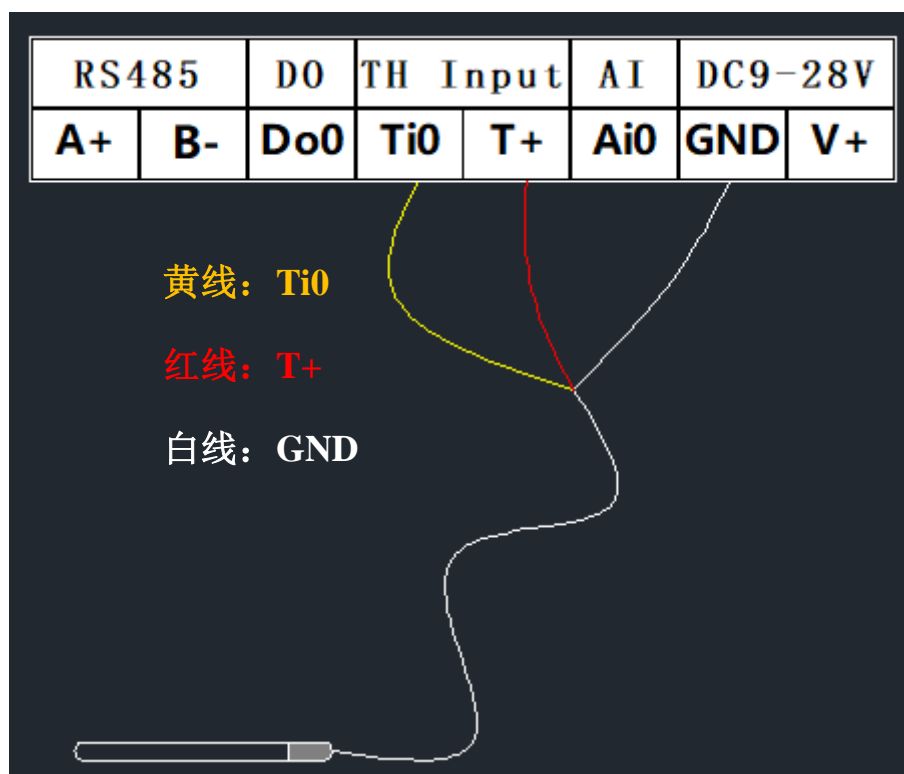 RS485 DO TH Input AI DC9-28V
A+ B- Do0 Ti0 T+ Ai0 GND V+
黄线：Ti0
红线：T+
白线：GND